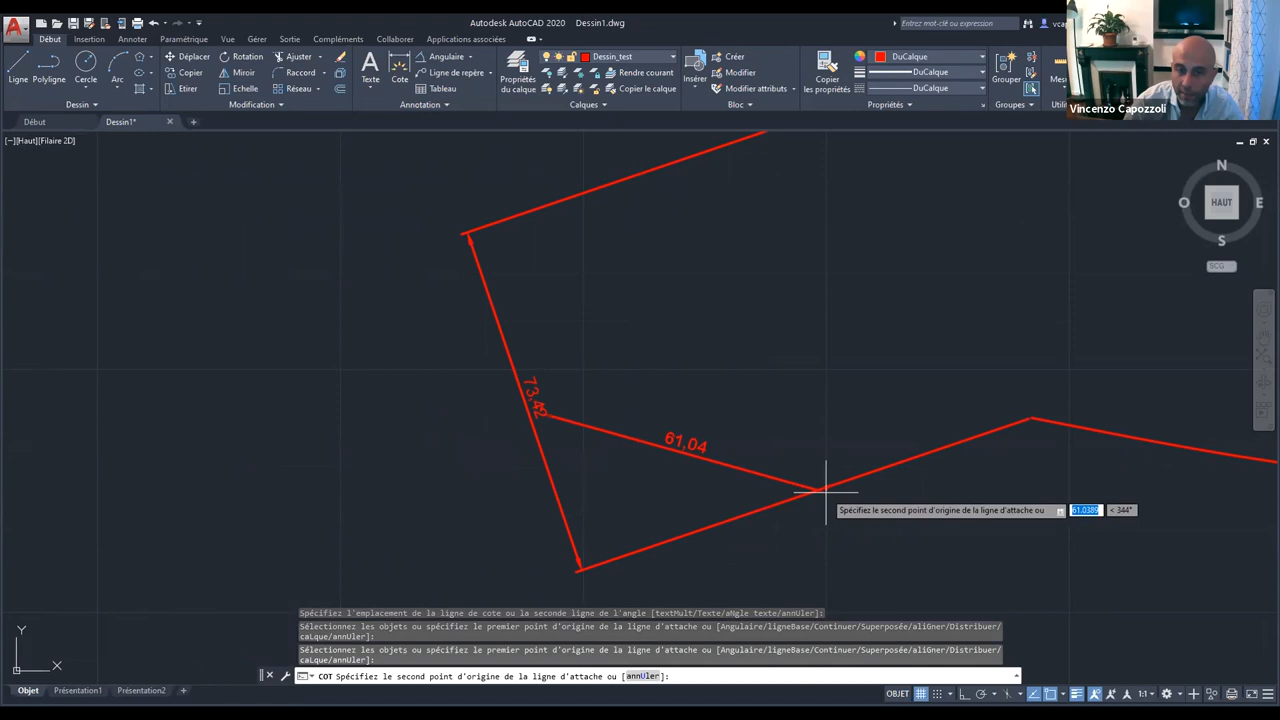 Autodesk AutoCAD 2020 Dessin1.dwg
Entrez mot-clé ou expression
Début Insertion Annoter Paramétrique Vue Gérer Sortie Compléments Collaborer Applications associées
Ligne Polyligne Cercle Arc
Déplacer Rotation Ajuster
Copier Miroir Raccord
Etirer Echelle Réseau
Texte Cote
Angulaire
Ligne de repère
Tableau
Propriétés du calque
Dessin_test
Rendre courant
Copier le calque
Insérer
Créer
Modifier
Modifier attributs
Copier les propriétés
DuCalque
DuCalque
DuCalque
Grouper
Dessin Modification Annotation Calques Bloc Propriétés Groupes
Vincenzo Capozzoli
Début Dessin1*
[−][Haut][Filaire 2D]
N
O HAUT E
S
SCG
73,42
61,04
Spécifiez le second point d'origine de la ligne d'attache ou 61.0389 < 344°
Spécifiez l'emplacement de la ligne de cote ou la seconde ligne de l'angle [textMult/Texte/aNgle texte/annUler]:
Sélectionnez les objets ou spécifiez le premier point d'origine de la ligne d'attache ou [Angulaire/ligneBase/Continuer/Superposée/aliGner/Distribuer/
caLque/annUler]:
Sélectionnez les objets ou spécifiez le premier point d'origine de la ligne d'attache ou [Angulaire/ligneBase/Continuer/Superposée/aliGner/Distribuer/
caLque/annUler]:
COT Spécifiez le second point d'origine de la ligne d'attache ou [annUler]:
Y
X
Objet Présentation1 Présentation2
OBJET 1:1